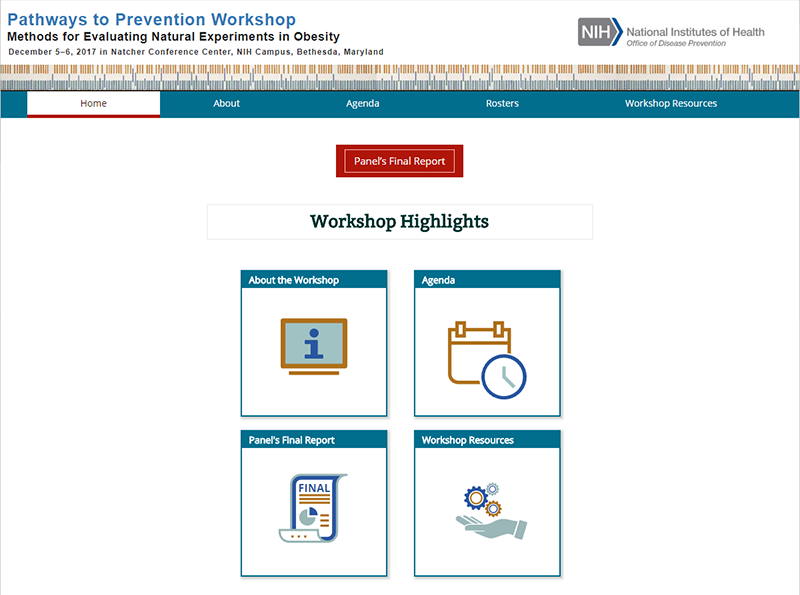 Pathways to Prevention Workshop
Methods for Evaluating Natural Experiments in Obesity
December 5–6, 2017 in Natcher Conference Center, NIH Campus, Bethesda, Maryland
NIH
National Institutes of Health
Office of Disease Prevention
Home
About
Agenda
Rosters
Workshop Resources
Panel's Final Report
Workshop Highlights
About the Workshop
Agenda
i
Panel's Final Report
Workshop Resources
FINAL